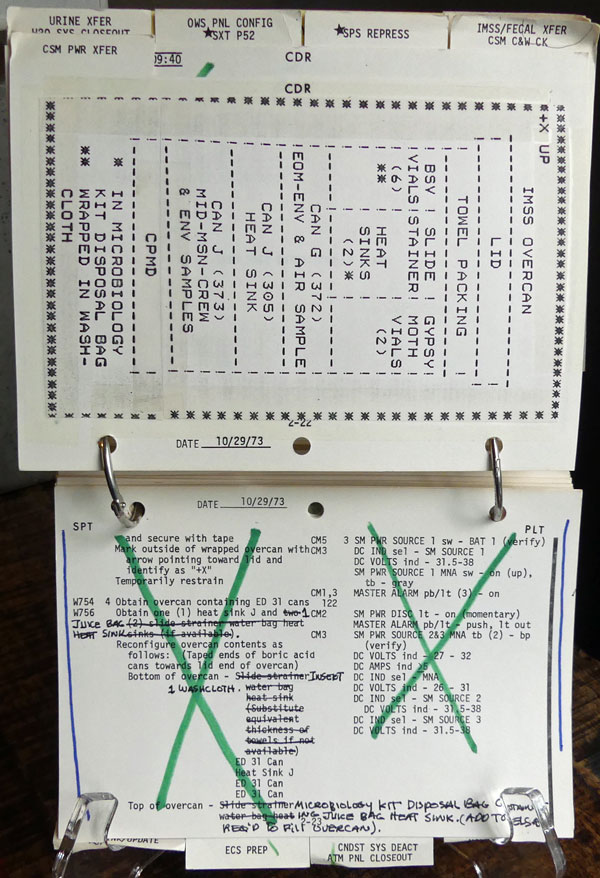 URINE XFER
H2O SYS CLOSEOUT
OWS PNL CONFIG
★SXT P52
★SPS REPRESS
IMSS/FECAL XFER
CSM C&W CK
CSM PWR XFER
09:40
CDR
CDR
+X UP
IMSS OVERCAN
LID
TOWEL PACKING
BSV ! SLIDE ! GYPSY
VIALS!STAINER! MOTH
(6) ! ! VIALS
** ! HEAT ! (2)
! SINKS !
! (2)* !
CAN G (372)
EOM-ENV & AIR SAMPLE
CAN J (305)
HEAT SINK
CAN J (373)
MID-MSN-CREW
& ENV SAMPLES
CPMD
* IN MICROBIOLOGY
KIT DISPOSAL BAG
** WRAPPED IN WASH-
CLOTH
2-22
DATE 10/29/73
DATE 10/29/73
SPT
and secure with tape
Mark outside of wrapped overcan with
arrow pointing toward lid and
identify as "+X"
Temporarily restrain
W754 4 Obtain overcan containing ED 31 cans
W756 Obtain one (1) heat sink J and two 1
JUICE BAG (2) slide strainer water bag heat
HEAT SINK sinks (if available).
Reconfigure overcan contents as
follows: (Taped ends of boric acid
cans towards lid end of overcan)
Bottom of overcan - Slide strainer INSERT
1 WASHCLOTH. water bag
heat sink
(Substitute
equivalent
thickness of
towels if not
available)
ED 31 Can
Heat Sink J
ED 31 Can
ED 31 Can
Top of overcan - Slide strainer MICROBIOLOGY KIT DISPOSAL BAG
water bag heat ING JUICE BAG HEAT SINK. (ADD
REQ'D TO FILL OVERCAN).
2-23
PLT
CM5 3 SM PWR SOURCE 1 sw - BAT 1 (verify)
CM3 DC IND sel - SM SOURCE 1
DC VOLTS ind - 31.5-38
SM PWR SOURCE 1 MNA sw - on (up),
tb - gray
CM1,3 MASTER ALARM pb/lt (3) - on
122
CM2 SM PWR DISC lt - on (momentary)
MASTER ALARM pb/lt - push, lt out
CM3 SM PWR SOURCE 2&3 MNA tb (2) - bp
(verify)
DC VOLTS ind - 27 - 32
DC AMPS ind
DC IND sel - MNA
DC VOLTS ind - 26 - 31
DC IND sel - SM SOURCE 2
DC VOLTS ind - 31.5-38
DC IND sel - SM SOURCE 3
DC VOLTS ind - 31.5-38
UPDATE
ECS PREP
CNDST SYS DEACT
ATM PNL CLOSEOUT